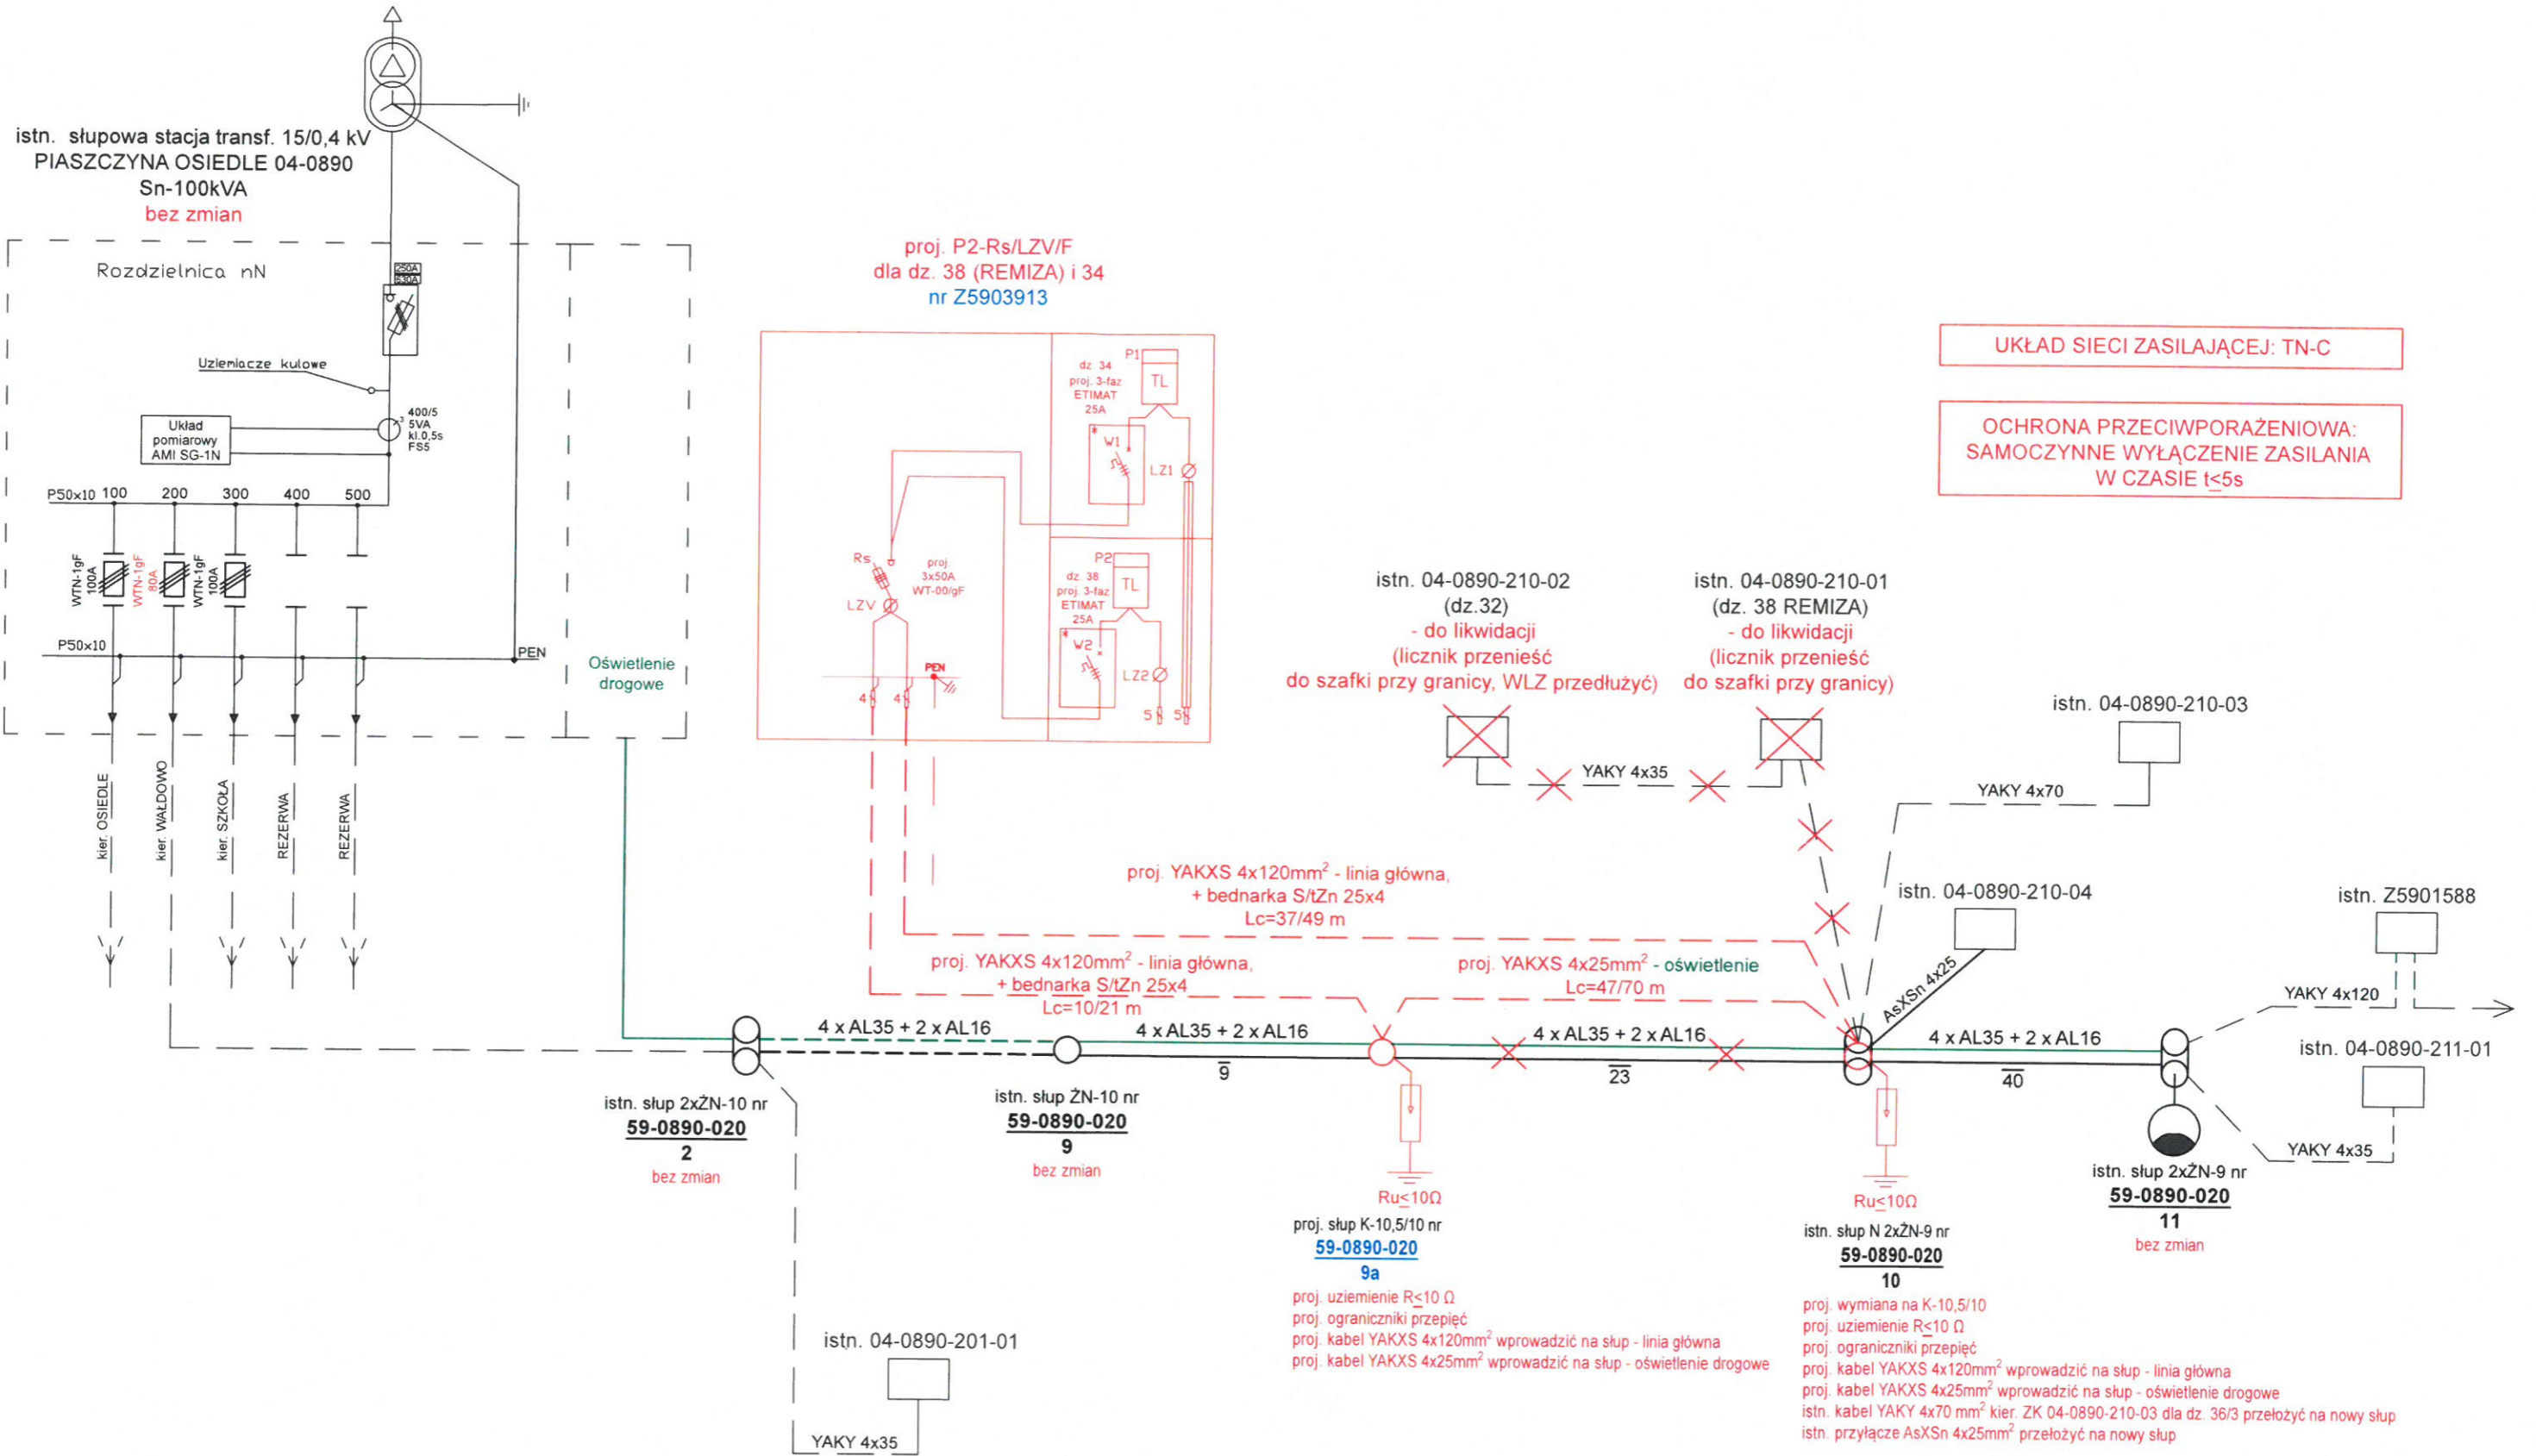 istn. słupowa stacja transf. 15/0,4 kV
PIASZCZYNA OSIEDLE 04-0890
Sn-100kVA
bez zmian
Rozdzielnica nN
250A
630A
Uziemiacze kulowe
Układ
pomiarowy
AMI SG-1N
3
400/5
5VA
kl.0,5s
FS5
P50x10 100 200 300 400 500
WTN-1gF
100A
WTN-1gF
80A
WTN-1gF
100A
P50x10
PEN
Oświetlenie
drogowe
kier. OSIEDLE
kier. WAŁDOWO
kier. SZKOŁA
REZERWA
REZERWA
proj. P2-Rs/LZV/F
dla dz. 38 (REMIZA) i 34
nr Z5903913
P1
TL
dz. 34
proj. 3-faz
ETIMAT
25A
* W1
LZ1
P2
TL
dz. 38
proj. 3-faz
ETIMAT
25A
* W2
LZ2
5 5
Rs
proj.
3x50A
WT-00/gF
LZV
PEN
4 4
UKŁAD SIECI ZASILAJĄCEJ: TN-C
OCHRONA PRZECIWPORAŻENIOWA:
SAMOCZYNNE WYŁĄCZENIE ZASILANIA
W CZASIE t≤5s
istn. 04-0890-210-02
(dz.32)
- do likwidacji
(licznik przenieść
do szafki przy granicy, WLZ przedłużyć)
istn. 04-0890-210-01
(dz. 38 REMIZA)
- do likwidacji
(licznik przenieść
do szafki przy granicy)
YAKY 4x35
istn. 04-0890-210-03
YAKY 4x70
istn. 04-0890-210-04
AsXSn 4x25
istn. Z5901588
YAKY 4x120
istn. 04-0890-211-01
YAKY 4x35
proj. YAKXS 4x120mm² - linia główna,
+ bednarka S/tZn 25x4
Lc=37/49 m
proj. YAKXS 4x120mm² - linia główna,
+ bednarka S/tZn 25x4
Lc=10/21 m
proj. YAKXS 4x25mm² - oświetlenie
Lc=47/70 m
4 x AL35 + 2 x AL16
4 x AL35 + 2 x AL16
9
4 x AL35 + 2 x AL16
23
4 x AL35 + 2 x AL16
40
istn. słup 2xŻN-10 nr
59-0890-020
2
bez zmian
istn. słup ŻN-10 nr
59-0890-020
9
bez zmian
Ru≤10Ω
proj. słup K-10,5/10 nr
59-0890-020
9a
proj. uziemienie R≤10 Ω
proj. ograniczniki przepięć
proj. kabel YAKXS 4x120mm² wprowadzić na słup - linia główna
proj. kabel YAKXS 4x25mm² wprowadzić na słup - oświetlenie drogowe
Ru≤10Ω
istn. słup N 2xŻN-9 nr
59-0890-020
10
proj. wymiana na K-10,5/10
proj. uziemienie R≤10 Ω
proj. ograniczniki przepięć
proj. kabel YAKXS 4x120mm² wprowadzić na słup - linia główna
proj. kabel YAKXS 4x25mm² wprowadzić na słup - oświetlenie drogowe
istn. kabel YAKY 4x70 mm² kier. ZK 04-0890-210-03 dla dz. 36/3 przełożyć na nowy słup
istn. przyłącze AsXSn 4x25mm² przełożyć na nowy słup
istn. słup 2xŻN-9 nr
59-0890-020
11
bez zmian
istn. 04-0890-201-01
YAKY 4x35